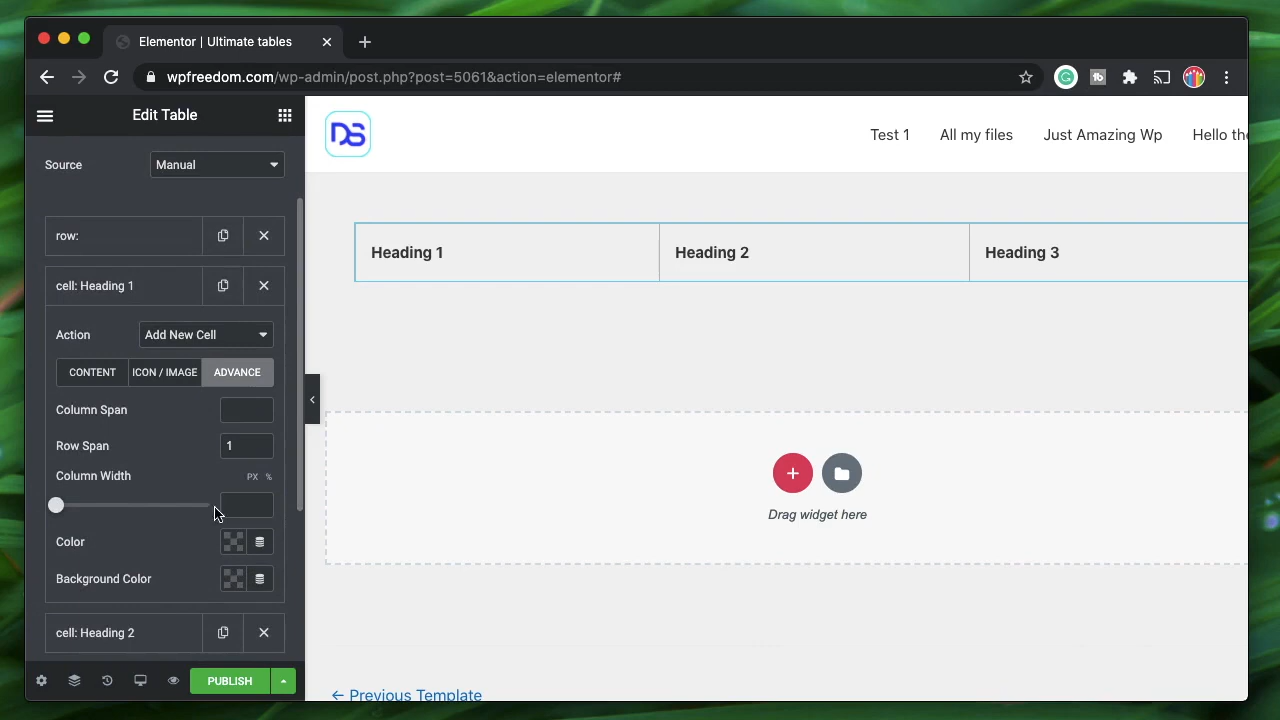 Elementor | Ultimate tables
wpfreedom.com/wp-admin/post.php?post=5061&action=elementor#
Edit Table
Source
Manual
row:
cell: Heading 1
Action
Add New Cell
CONTENT
ICON / IMAGE
ADVANCE
Column Span
Row Span
1
Column Width
PX %
Color
Background Color
cell: Heading 2
PUBLISH
DS
Test 1
All my files
Just Amazing Wp
Hello
Heading 1
Heading 2
Heading 3
Drag widget here
← Previous Template